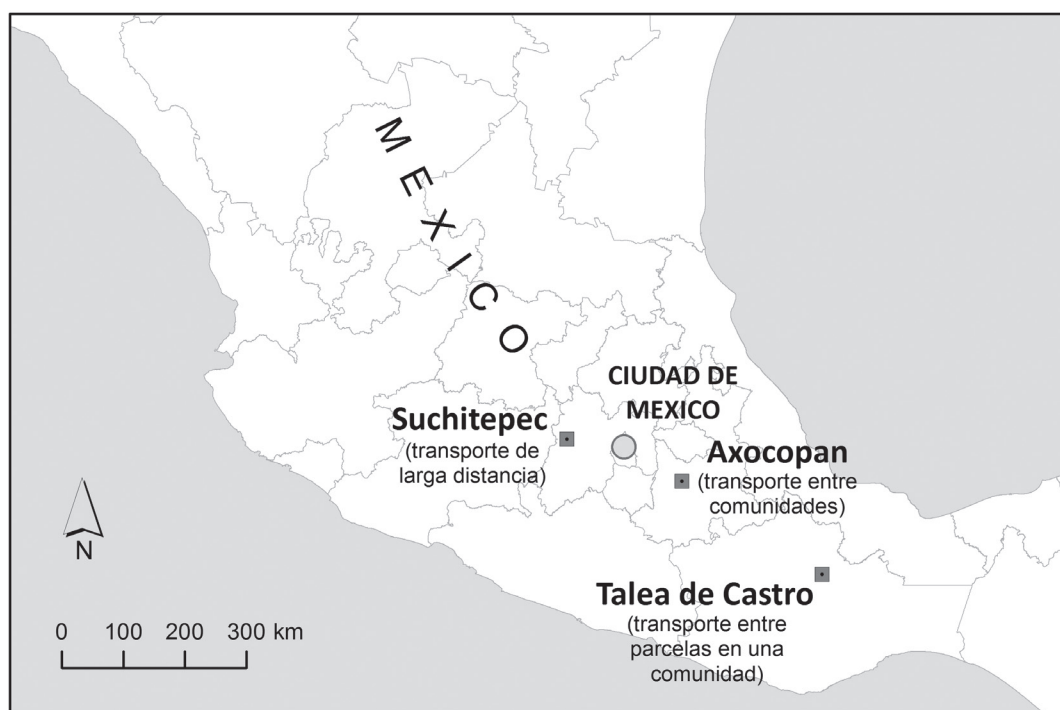 MEXICO
CIUDAD DE
MEXICO
Suchitepec
(transporte de
larga distancia)
Axocopan
(transporte entre
comunidades)
Talea de Castro
(transporte entre
parcelas en una
comunidad)
N
0 100 200 300 km